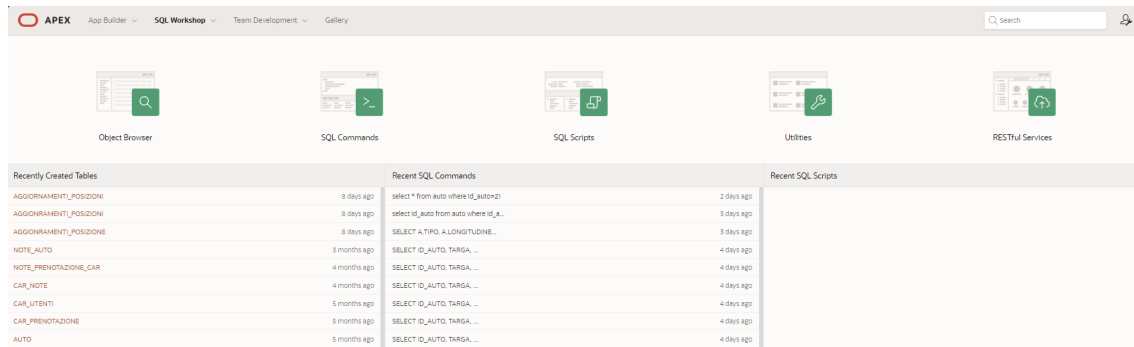 APEX App Builder SQL Workshop Team Development Gallery Search
Object Browser SQL Commands SQL Scripts Utilities RESTful Services
Recently Created Tables Recent SQL Commands Recent SQL Scripts
AGGIORNAMENTI_POSIZIONI 8 days ago select * from auto where id_auto=21 2 days ago
AGGIONRAMENTI_POSIZIONI 8 days ago select id_auto from auto where id_a... 3 days ago
AGGIONRAMENTI_POSIZIONE 8 days ago SELECT A.TIPO, A.LONGITUDINE... 3 days ago
NOTE_AUTO 3 months ago SELECT ID_AUTO, TARGA, ... 4 days ago
NOTE_PRENOTAZIONE_CAR 4 months ago SELECT ID_AUTO, TARGA, ... 4 days ago
CAR_NOTE 4 months ago SELECT ID_AUTO, TARGA, ... 4 days ago
CAR_UTENTI 5 months ago SELECT ID_AUTO, TARGA, ... 4 days ago
CAR_PRENOTAZIONE 5 months ago SELECT ID_AUTO, TARGA, ... 4 days ago
AUTO 5 months ago SELECT ID_AUTO, TARGA, ... 4 days ago